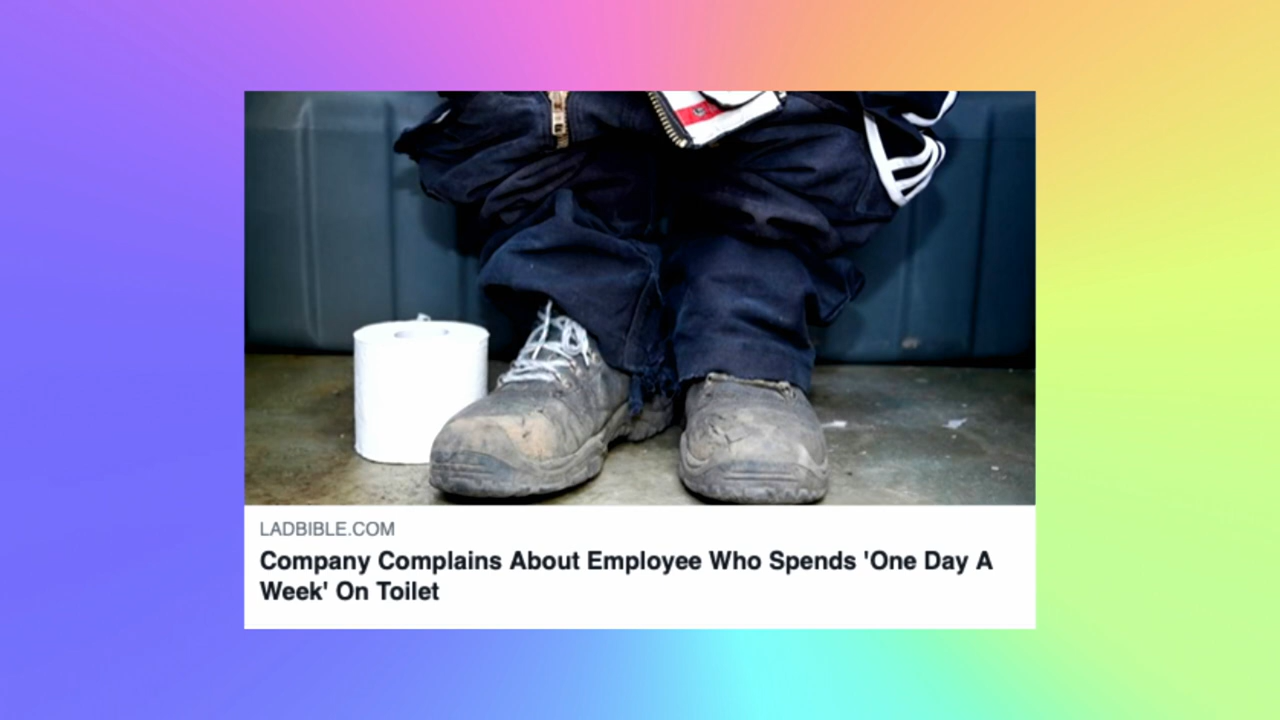 LADBIBLE.COM
Company Complains About Employee Who Spends 'One Day A
Week' On Toilet